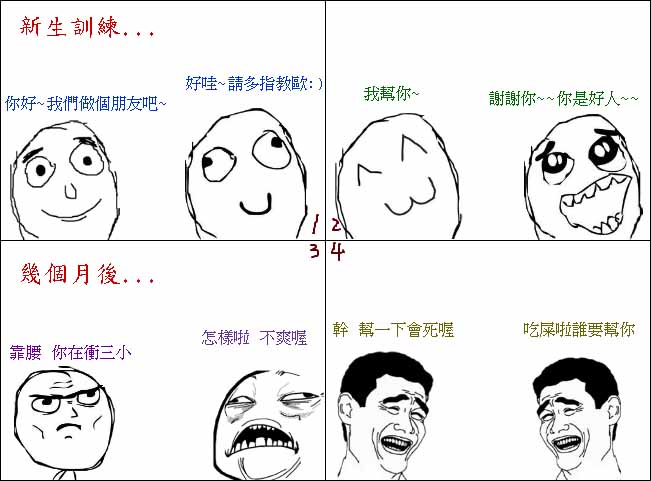 新生訓練...
你好~我們做個朋友吧~
好哇~請多指教歐:)
1
我幫你~
謝謝你~~你是好人~~
2
幾個月後...
靠腰 你在衝三小
怎樣啦 不爽喔
3
幹 幫一下會死喔
吃屎啦誰要幫你
4